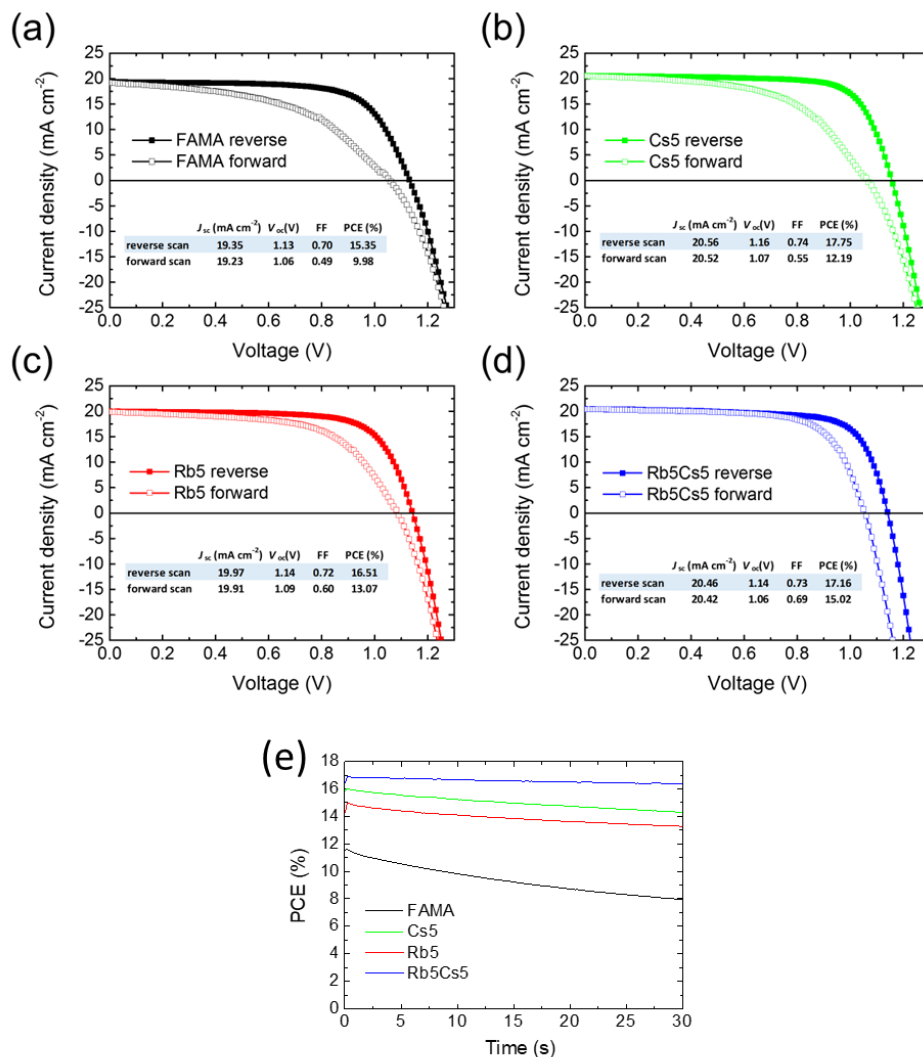 (a)
25
20
15
10
5
0
-5
-10
-15
-20
-25
Current density (mA cm⁻²)
FAMA reverse
FAMA forward
J sc (mA cm⁻²) V oc(V) FF PCE (%)
reverse scan 19.35 1.13 0.70 15.35
forward scan 19.23 1.06 0.49 9.98
0.0 0.2 0.4 0.6 0.8 1.0 1.2
Voltage (V)
(b)
25
20
15
10
5
0
-5
-10
-15
-20
-25
Current density (mA cm⁻²)
Cs5 reverse
Cs5 forward
J sc (mA cm⁻²) V oc(V) FF PCE (%)
reverse scan 20.56 1.16 0.74 17.75
forward scan 20.52 1.07 0.55 12.19
0.0 0.2 0.4 0.6 0.8 1.0 1.2
Voltage (V)
(c)
25
20
15
10
5
0
-5
-10
-15
-20
-25
Current density (mA cm⁻²)
Rb5 reverse
Rb5 forward
J sc (mA cm⁻²) V oc(V) FF PCE (%)
reverse scan 19.97 1.14 0.72 16.51
forward scan 19.91 1.09 0.60 13.07
0.0 0.2 0.4 0.6 0.8 1.0 1.2
Voltage (V)
(d)
25
20
15
10
5
0
-5
-10
-15
-20
-25
Current density (mA cm⁻²)
Rb5Cs5 reverse
Rb5Cs5 forward
J sc (mA cm⁻²) V oc(V) FF PCE (%)
reverse scan 20.46 1.14 0.73 17.16
forward scan 20.42 1.06 0.69 15.02
0.0 0.2 0.4 0.6 0.8 1.0 1.2
Voltage (V)
(e)
18
16
14
12
10
8
6
4
2
0
PCE (%)
FAMA
Cs5
Rb5
Rb5Cs5
0 5 10 15 20 25 30
Time (s)